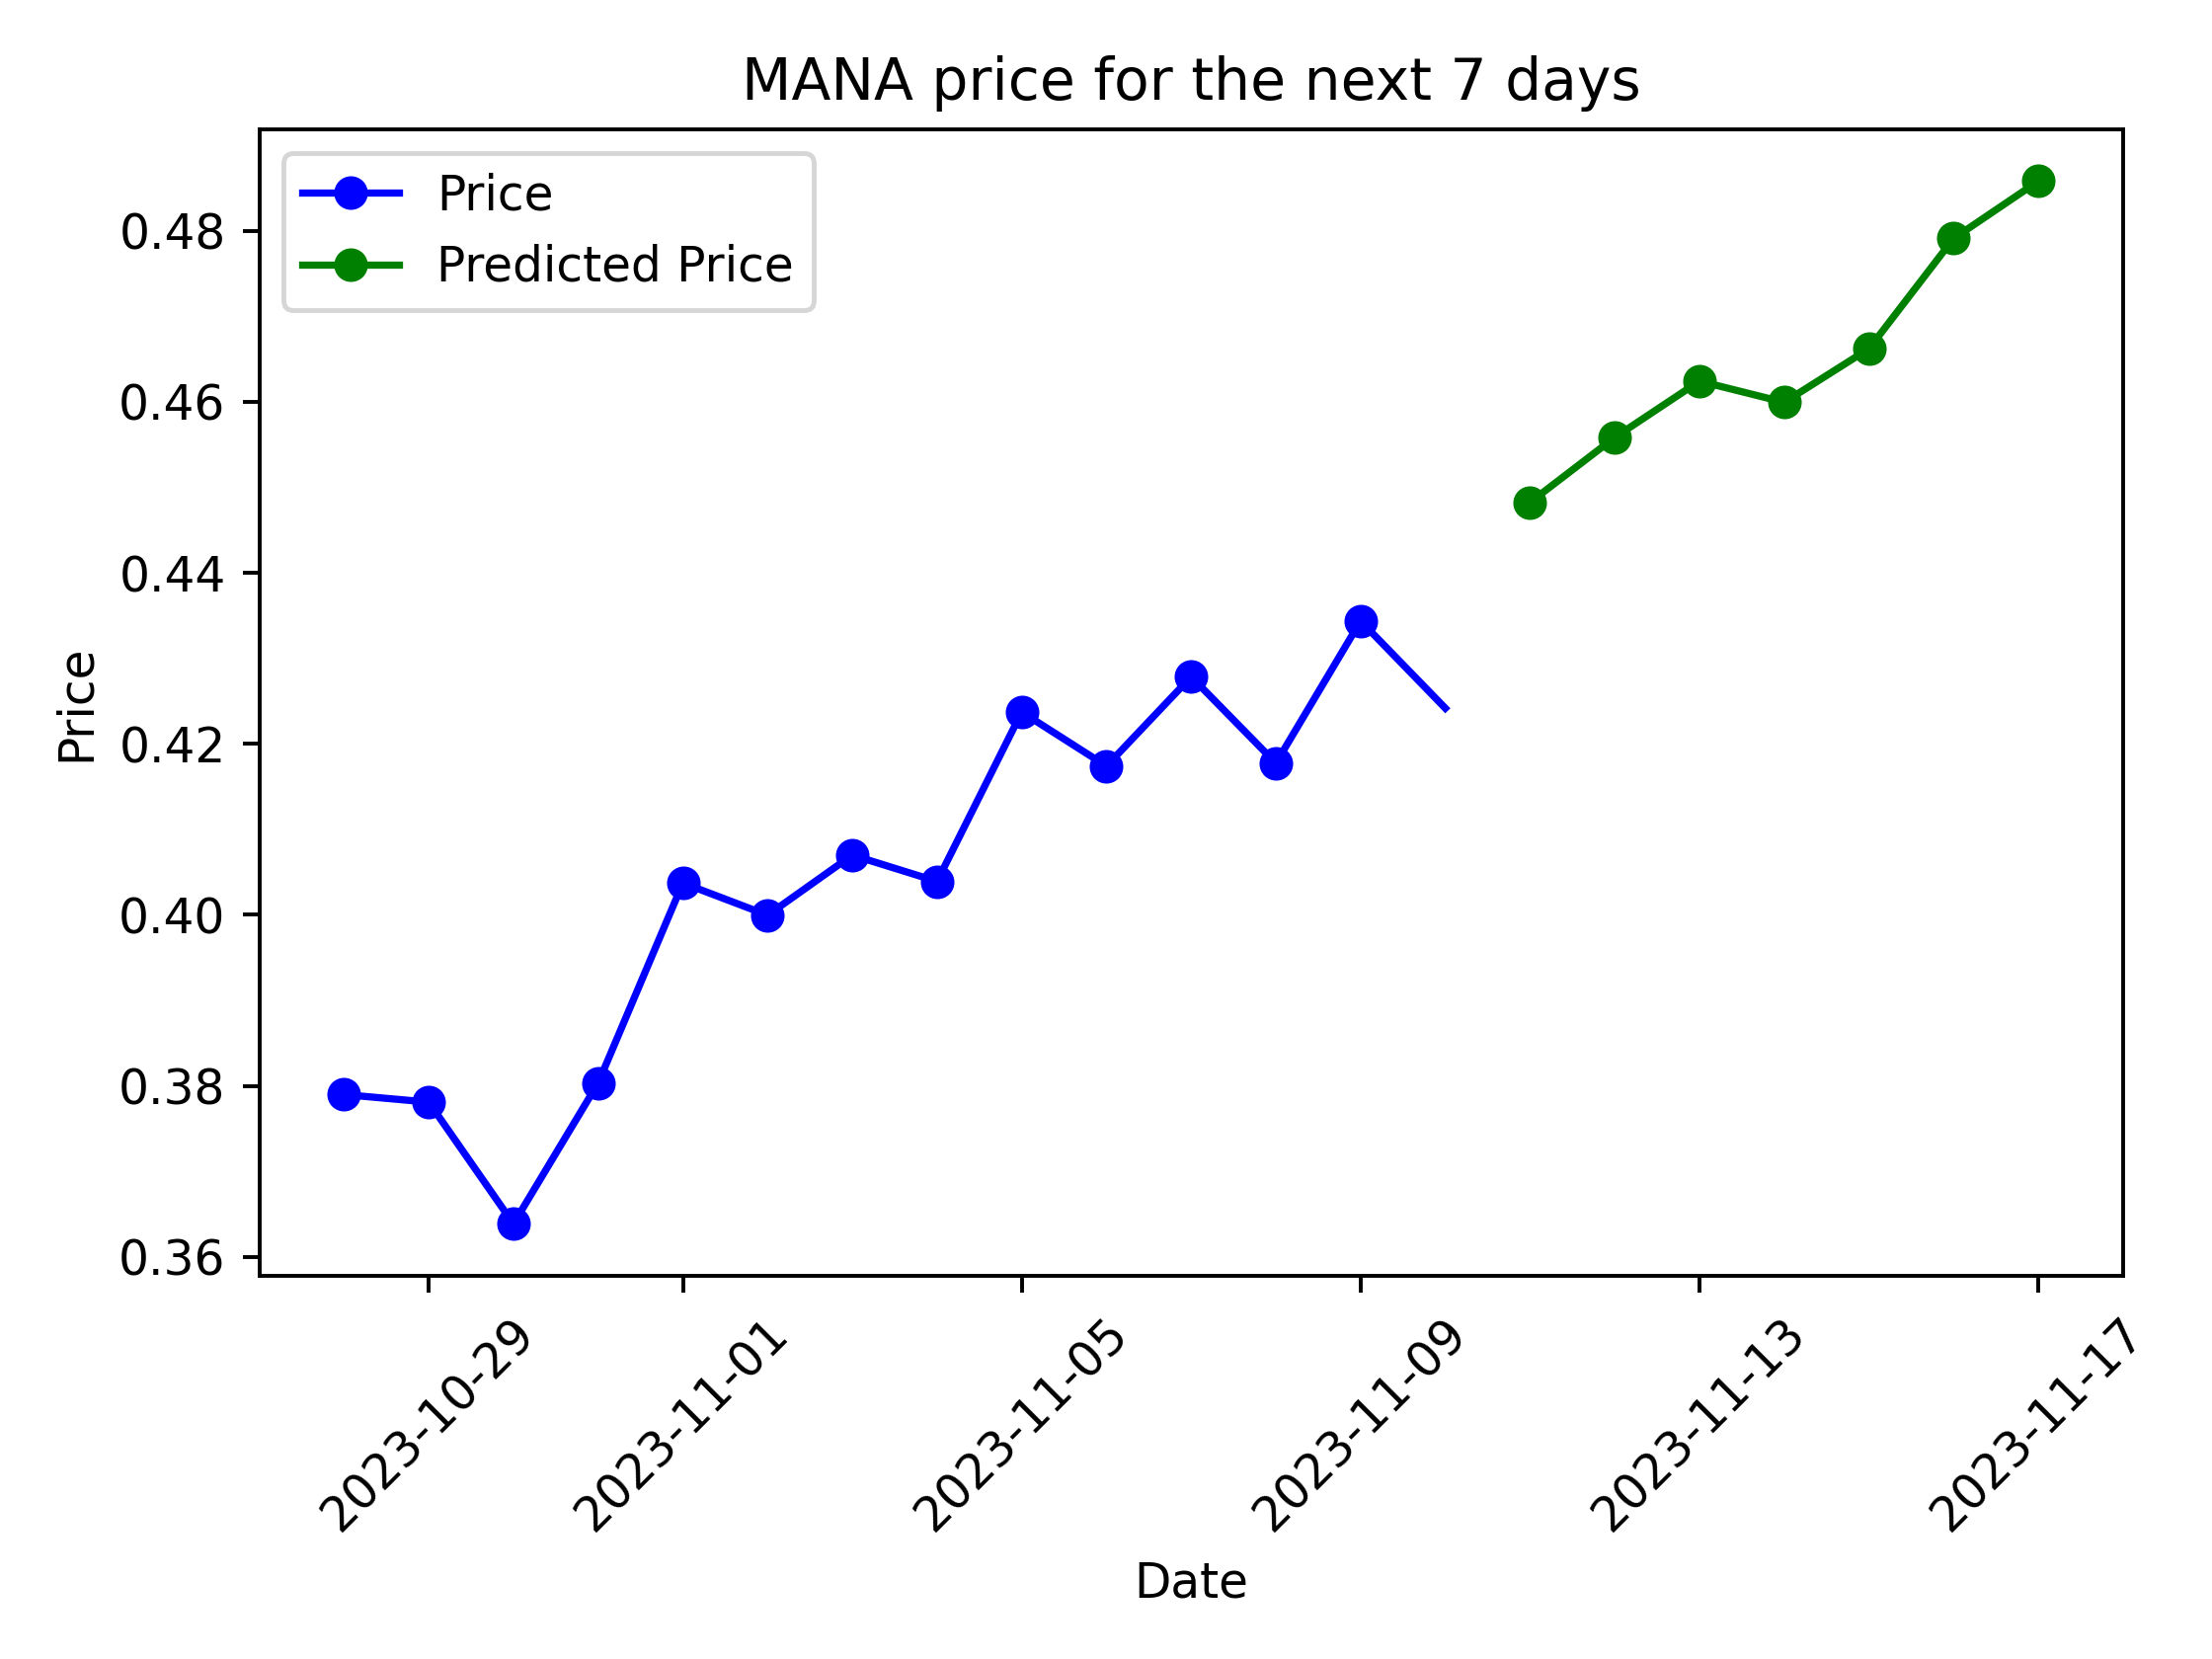 MANA price for the next 7 days
Price
Predicted Price
0.48
0.46
0.44
0.42
0.40
0.38
0.36
Price
2023-10-29
2023-11-01
2023-11-05
2023-11-09
2023-11-13
2023-11-17
Date